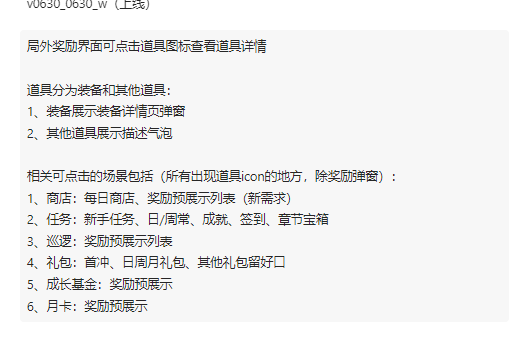 v0630_0630_w（上线）
局外奖励界面可点击道具图标查看道具详情
道具分为装备和其他道具：
1、装备展示装备详情页弹窗
2、其他道具展示描述气泡
相关可点击的场景包括（所有出现道具icon的地方，除奖励弹窗）：
1、商店：每日商店、奖励预展示列表（新需求）
2、任务：新手任务、日/周常、成就、签到、章节宝箱
3、巡逻：奖励预展示列表
4、礼包：首冲、日周月礼包、其他礼包留好口
5、成长基金：奖励预展示
6、月卡：奖励预展示